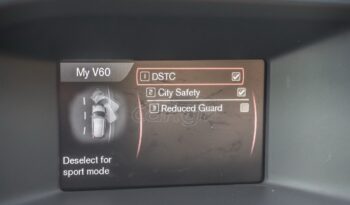 My V60
1 DSTC
2 City Safety
3 Reduced Guard
Deselect for
sport mode